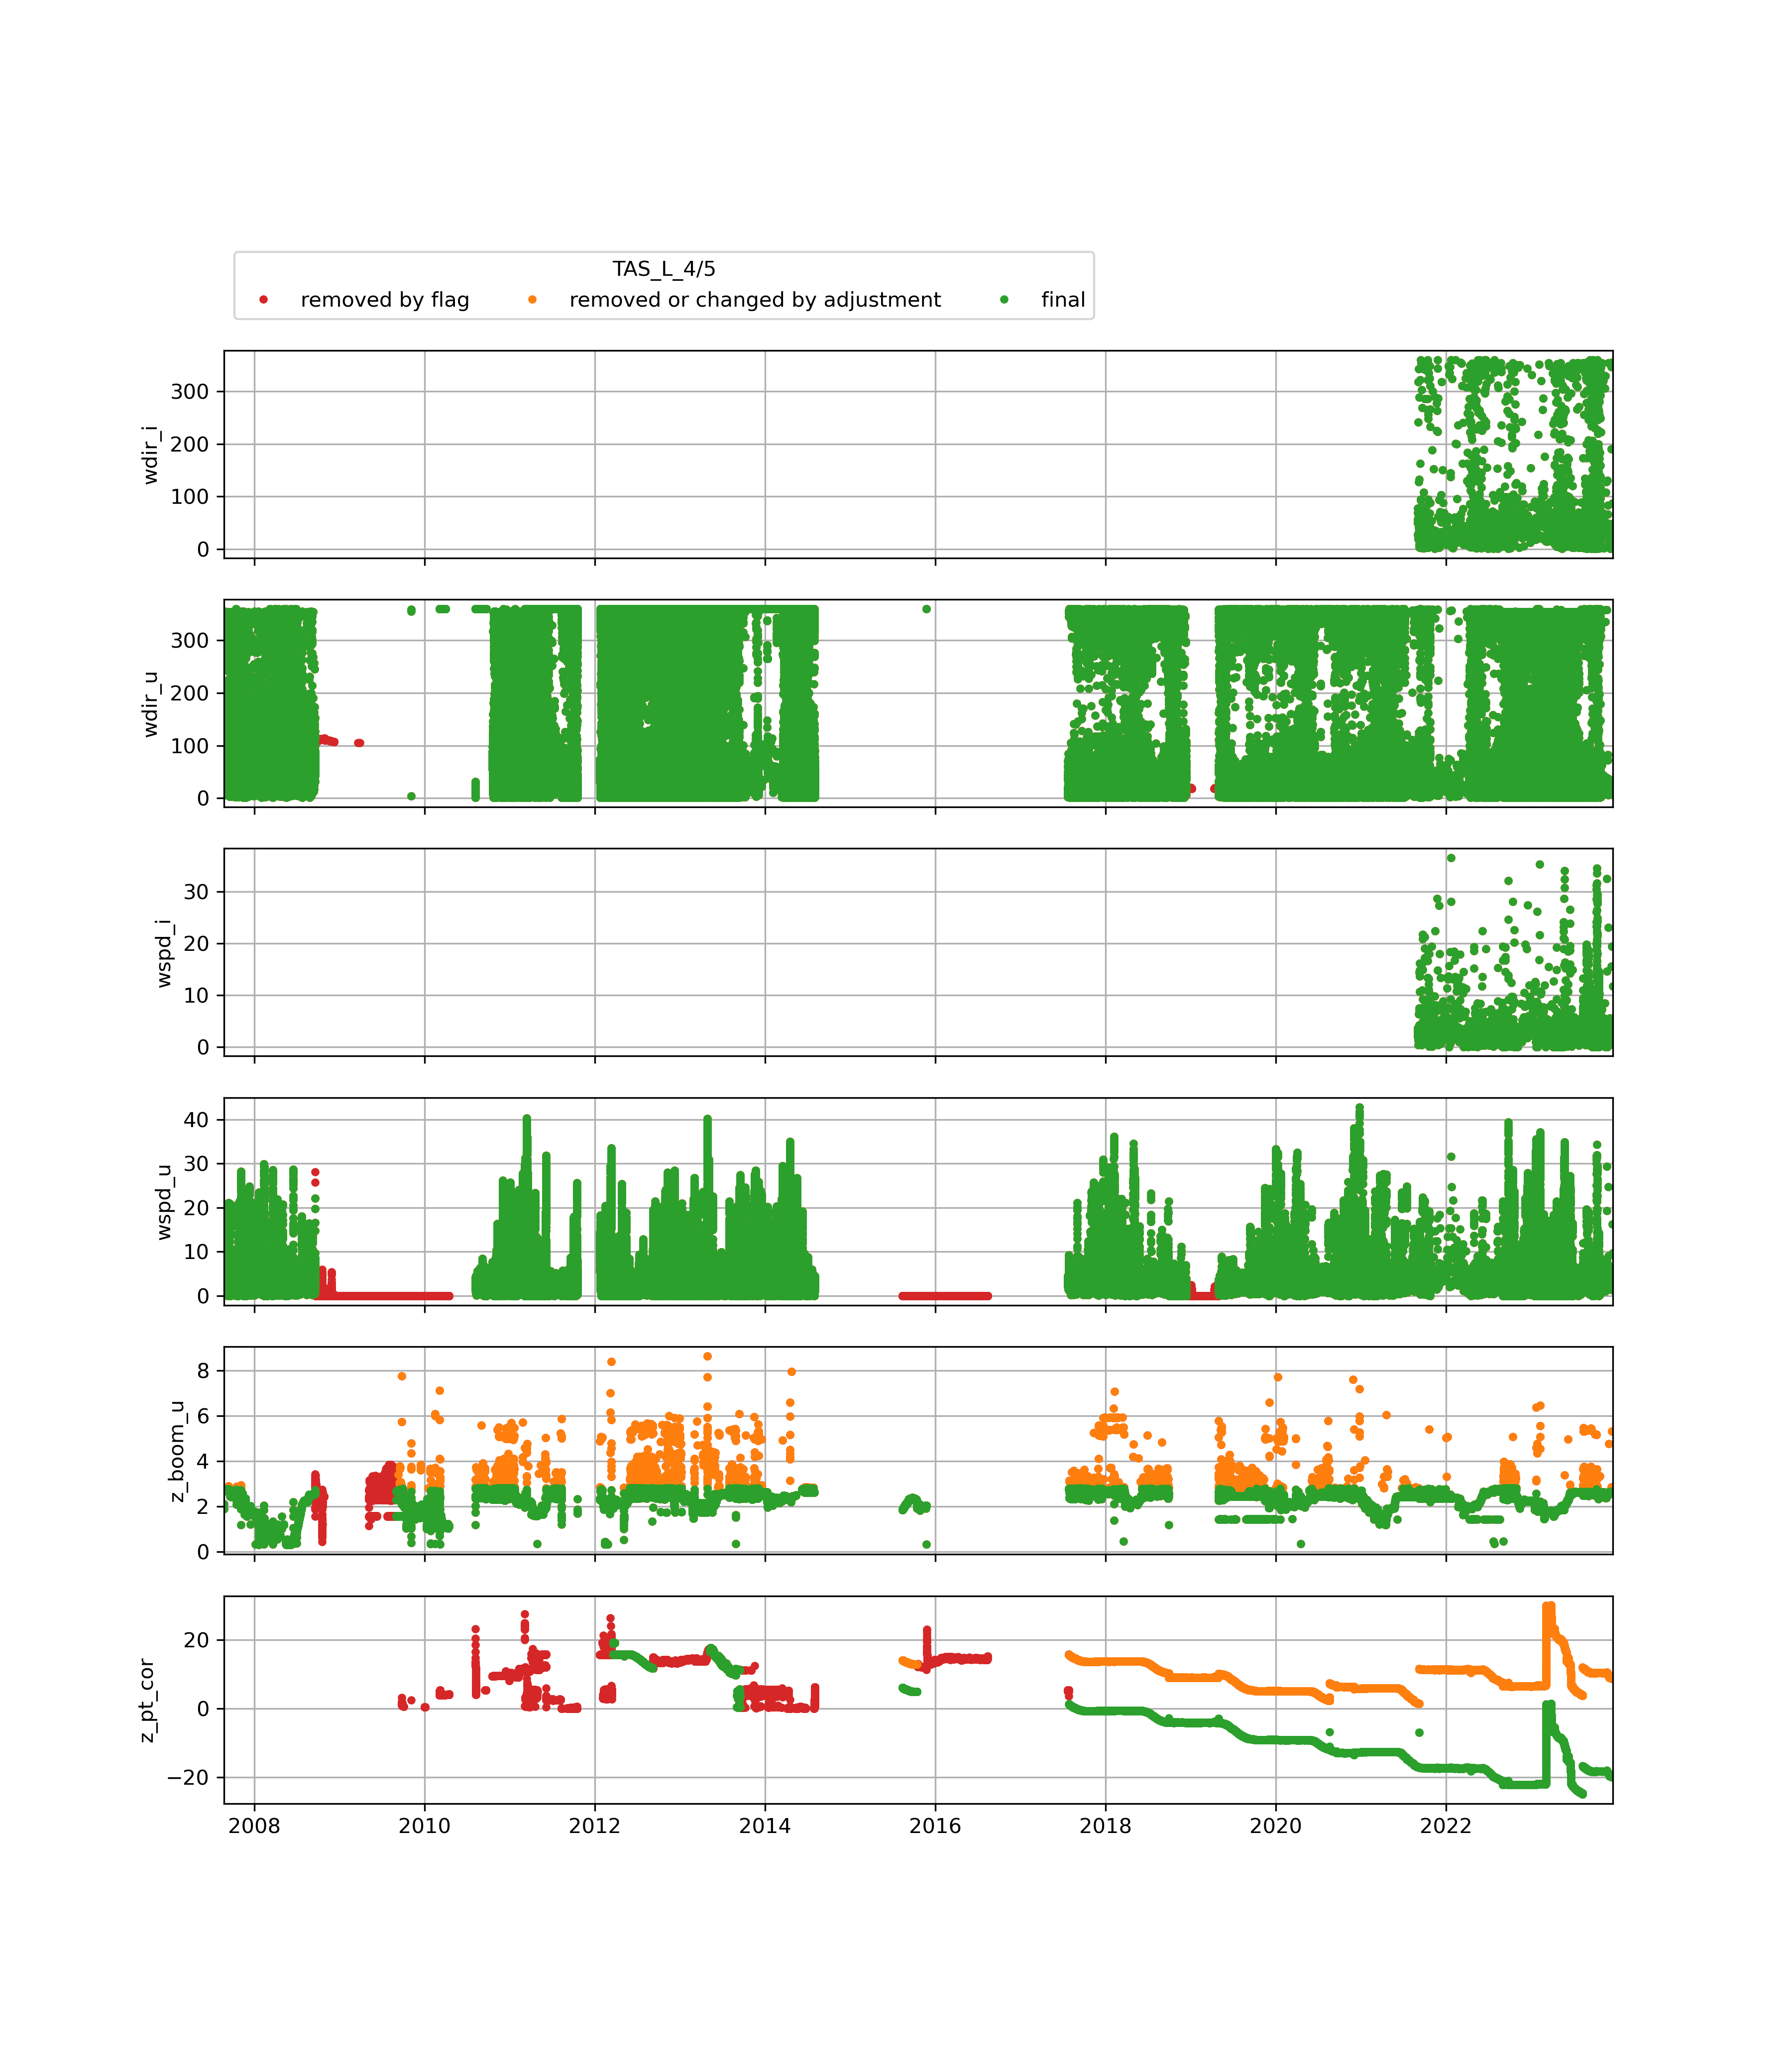 TAS_L_4/5
removed by flag removed or changed by adjustment final
300
200
100
0
wdir_i
300
200
100
0
wdir_u
30
20
10
0
wspd_i
40
30
20
10
0
wspd_u
8
6
4
2
0
z_boom_u
20
0
−20
z_pt_cor
2008 2010 2012 2014 2016 2018 2020 2022